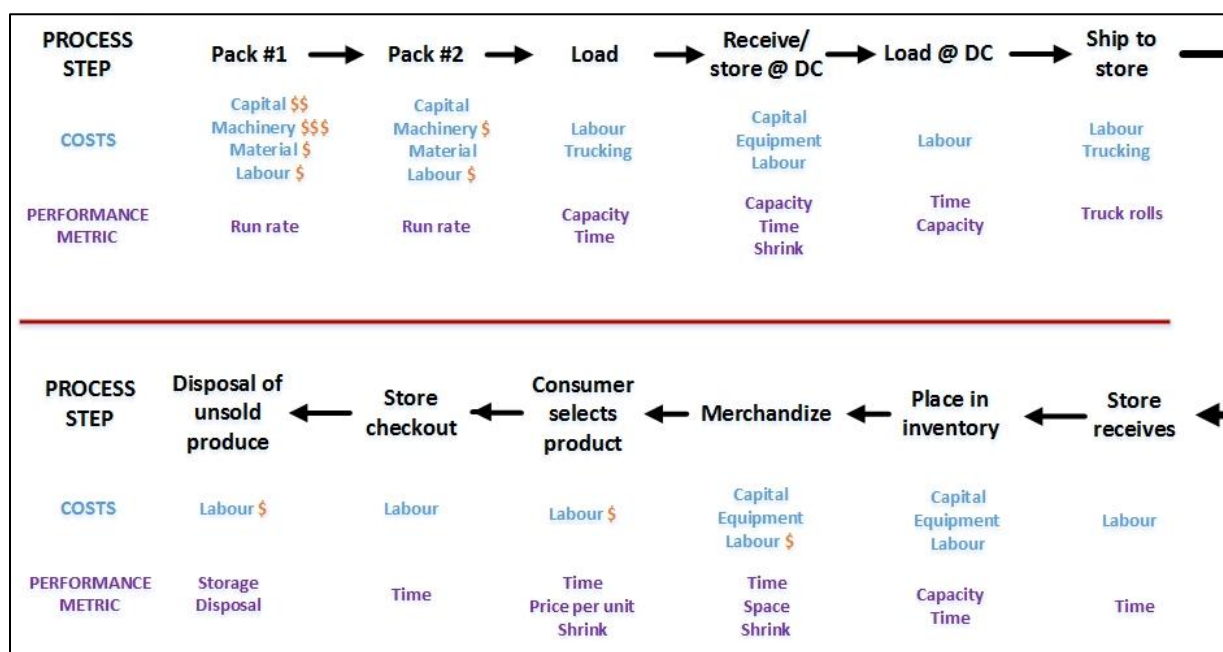 PROCESS STEP
Pack #1
Pack #2
Load
Receive/
store @ DC
Load @ DC
Ship to
store
COSTS
Capital $$
Machinery $$$
Material $
Labour $
Capital
Machinery $
Material
Labour $
Labour
Trucking
Capital
Equipment
Labour
Labour
Labour
Trucking
PERFORMANCE
METRIC
Run rate
Run rate
Capacity
Time
Capacity
Time
Shrink
Time
Capacity
Truck rolls
PROCESS
STEP
Disposal of
unsold
produce
Store
checkout
Consumer
selects
product
Merchandize
Place in
inventory
Store
receives
COSTS
Labour $
Labour
Labour $
Capital
Equipment
Labour $
Capital
Equipment
Labour
Labour
PERFORMANCE
METRIC
Storage
Disposal
Time
Time
Price per unit
Shrink
Time
Space
Shrink
Capacity
Time
Time